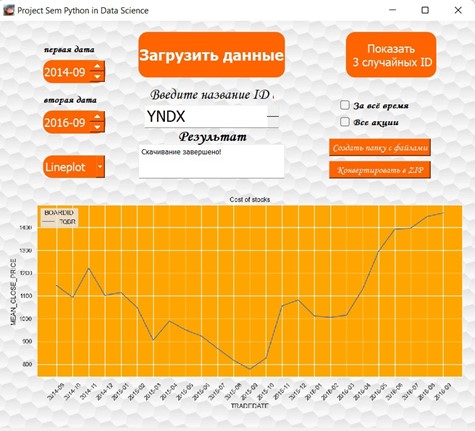 Project Sem Python in Data Science
первая дата
2014-09
вторая дата
2016-09
Lineplot
Загрузить данные
Введите название ID
YNDX
Результат
Скачивание завершено!
Показать
3 случайных ID
За всё время
Все акции
Создать папку с файлами
Конвертировать в ZIP
Cost of stocks
BOARDID
TQBR
MEAN_CLOSE_PRICE
1400
1300
1200
1100
1000
900
800
2014-09
2014-10
2014-11
2014-12
2015-01
2015-02
2015-03
2015-04
2015-05
2015-06
2015-07
2015-08
2015-09
2015-10
2015-11
2015-12
2016-01
2016-02
2016-03
2016-04
2016-05
2016-06
2016-07
2016-08
2016-09
TRADEDATE